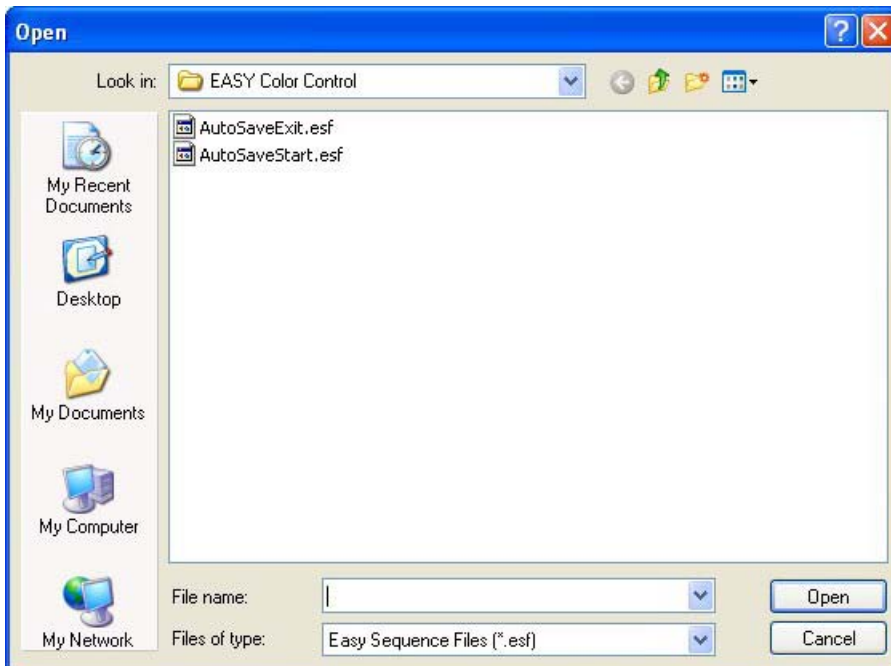 Open
Look in:
EASY Color Control
AutoSaveExit.esf
AutoSaveStart.esf
My Recent
Documents
Desktop
My Documents
My Computer
My Network
File name:
Open
Files of type:
Easy Sequence Files (*.esf)
Cancel